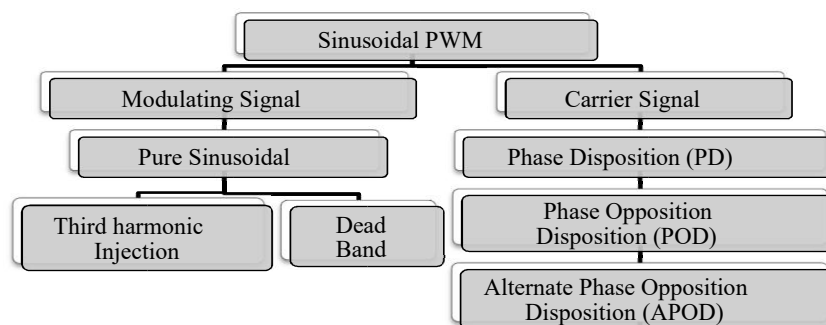 Sinusoidal PWM
Modulating Signal
Carrier Signal
Pure Sinusoidal
Phase Disposition (PD)
Third harmonic
Injection
Dead
Band
Phase Opposition
Disposition (POD)
Alternate Phase Opposition
Disposition (APOD)